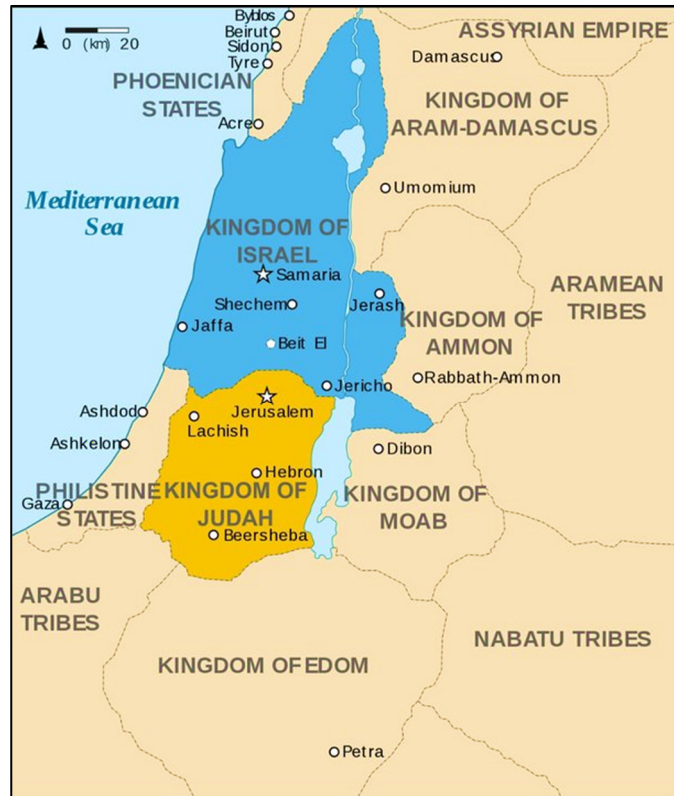 Byblos
Beirut
Sidon
Tyre
0 (km) 20
ASSYRIAN EMPIRE
Damascus
PHOENICIAN
STATES
KINGDOM OF
ARAM-DAMASCUS
Acre
Umomium
Mediterranean
Sea
KINGDOM OF
ISRAEL
Samaria
ARAMEAN
TRIBES
Shechem
Jerash
Jaffa
KINGDOM OF
AMMON
Beit El
Jericho
Rabbath-Ammon
Ashdod
Jerusalem
Lachish
Ashkelon
Dibon
Hebron
Gaza
PHILISTINE
STATES
KINGDOM OF
JUDAH
KINGDOM OF
MOAB
Beersheba
ARABU
TRIBES
NABATU TRIBES
KINGDOM OF EDOM
Petra